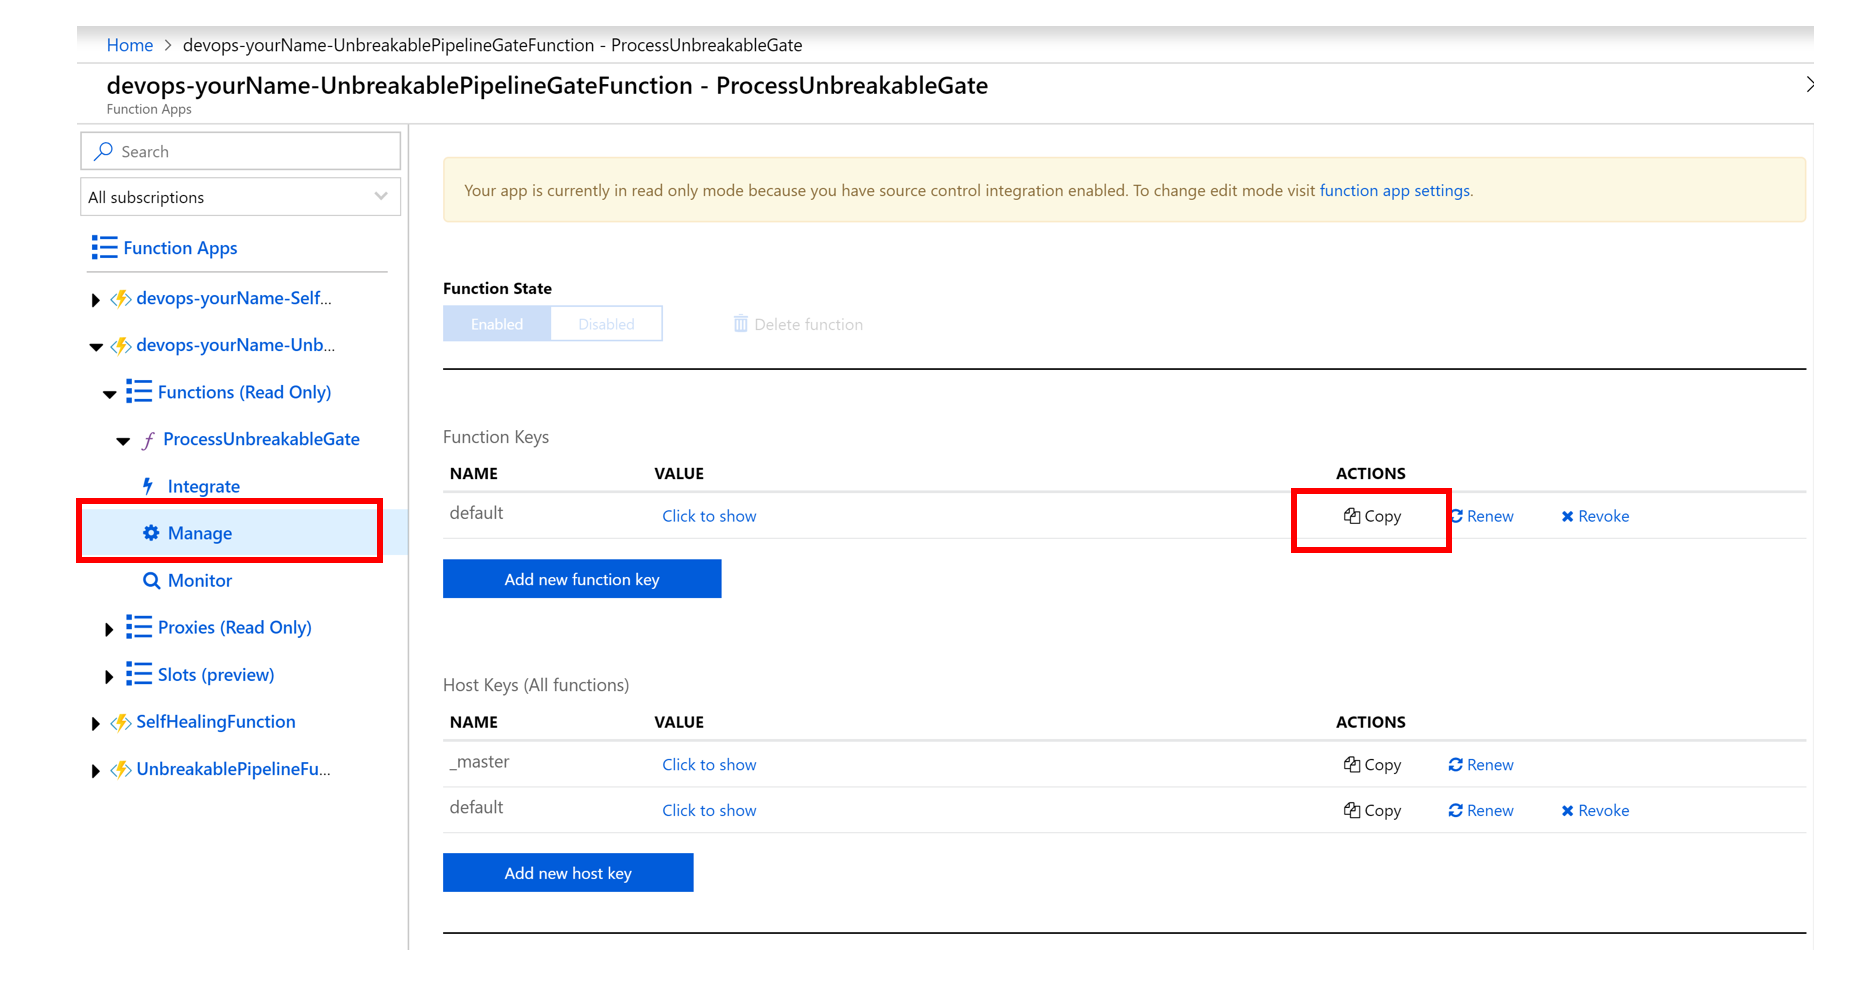 Home > devops-yourName-UnbreakablePipelineGateFunction - ProcessUnbreakableGate
devops-yourName-UnbreakablePipelineGateFunction - ProcessUnbreakableGate
Function Apps
Search
All subscriptions
Function Apps
devops-yourName-Self...
devops-yourName-Unb...
Functions (Read Only)
ProcessUnbreakableGate
Integrate
Manage
Monitor
Proxies (Read Only)
Slots (preview)
SelfHealingFunction
UnbreakablePipelineFu...
Your app is currently in read only mode because you have source control integration enabled. To change edit mode visit function app settings.
Function State
Enabled Disabled Delete function
Function Keys
NAME VALUE ACTIONS
default Click to show Copy Renew Revoke
Add new function key
Host Keys (All functions)
NAME VALUE ACTIONS
_master Click to show Copy Renew
default Click to show Copy Renew Revoke
Add new host key